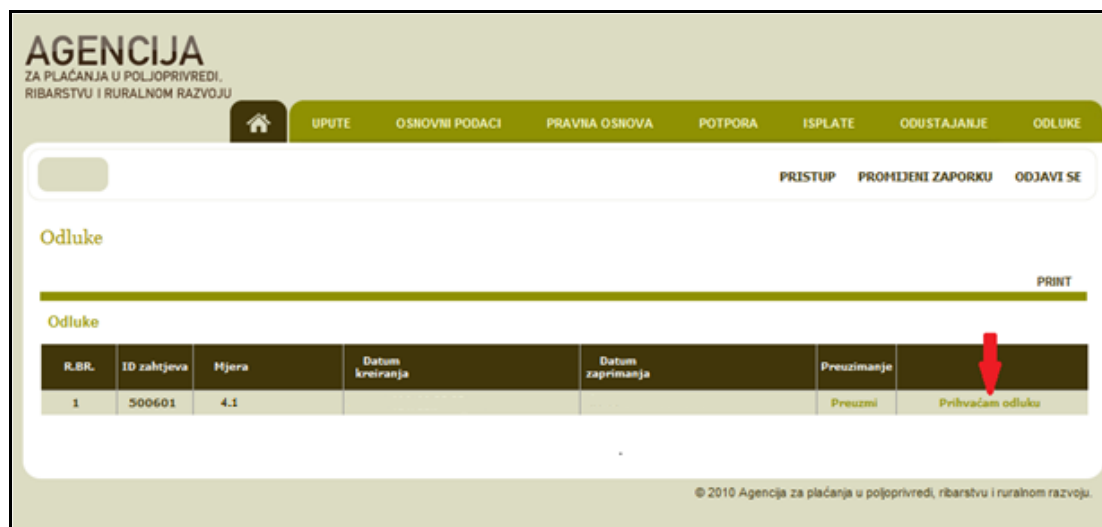 AGENCIJA
ZA PLAĆANJA U POLJOPRIVREDI,
RIBARSTVU I RURALNOM RAZVOJU
UPUTE OSNOVNI PODACI PRAVNA OSNOVA POTPORA ISPLATE ODUSTAJANJE ODLUKE
PRISTUP PROMIJENI ZAPORKU ODJAVI SE
Odluke
PRINT
Odluke
R.BR. ID zahtjeva Mjera Datum kreiranja Datum zaprimanja Preuzimanje
1 500601 4.1 Preuzmi Prihvaćam odluku
© 2010 Agencija za plaćanja u poljoprivredi, ribarstvu i ruralnom razvoju.